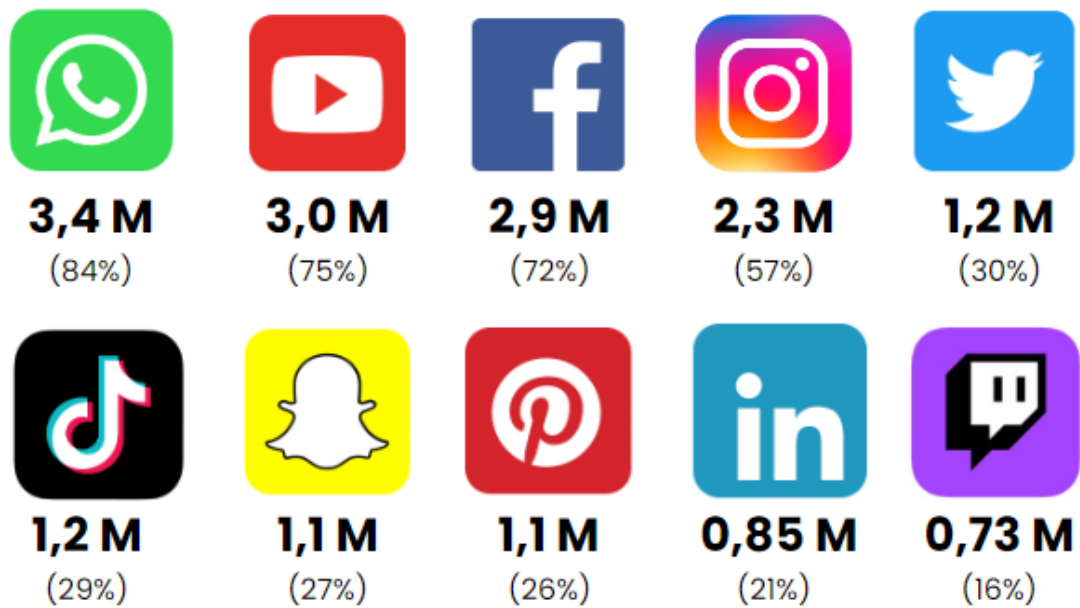 3,4 M
(84%)
3,0 M
(75%)
2,9 M
(72%)
2,3 M
(57%)
1,2 M
(30%)
1,2 M
(29%)
1,1 M
(27%)
1,1 M
(26%)
in
0,85 M
(21%)
0,73 M
(16%)